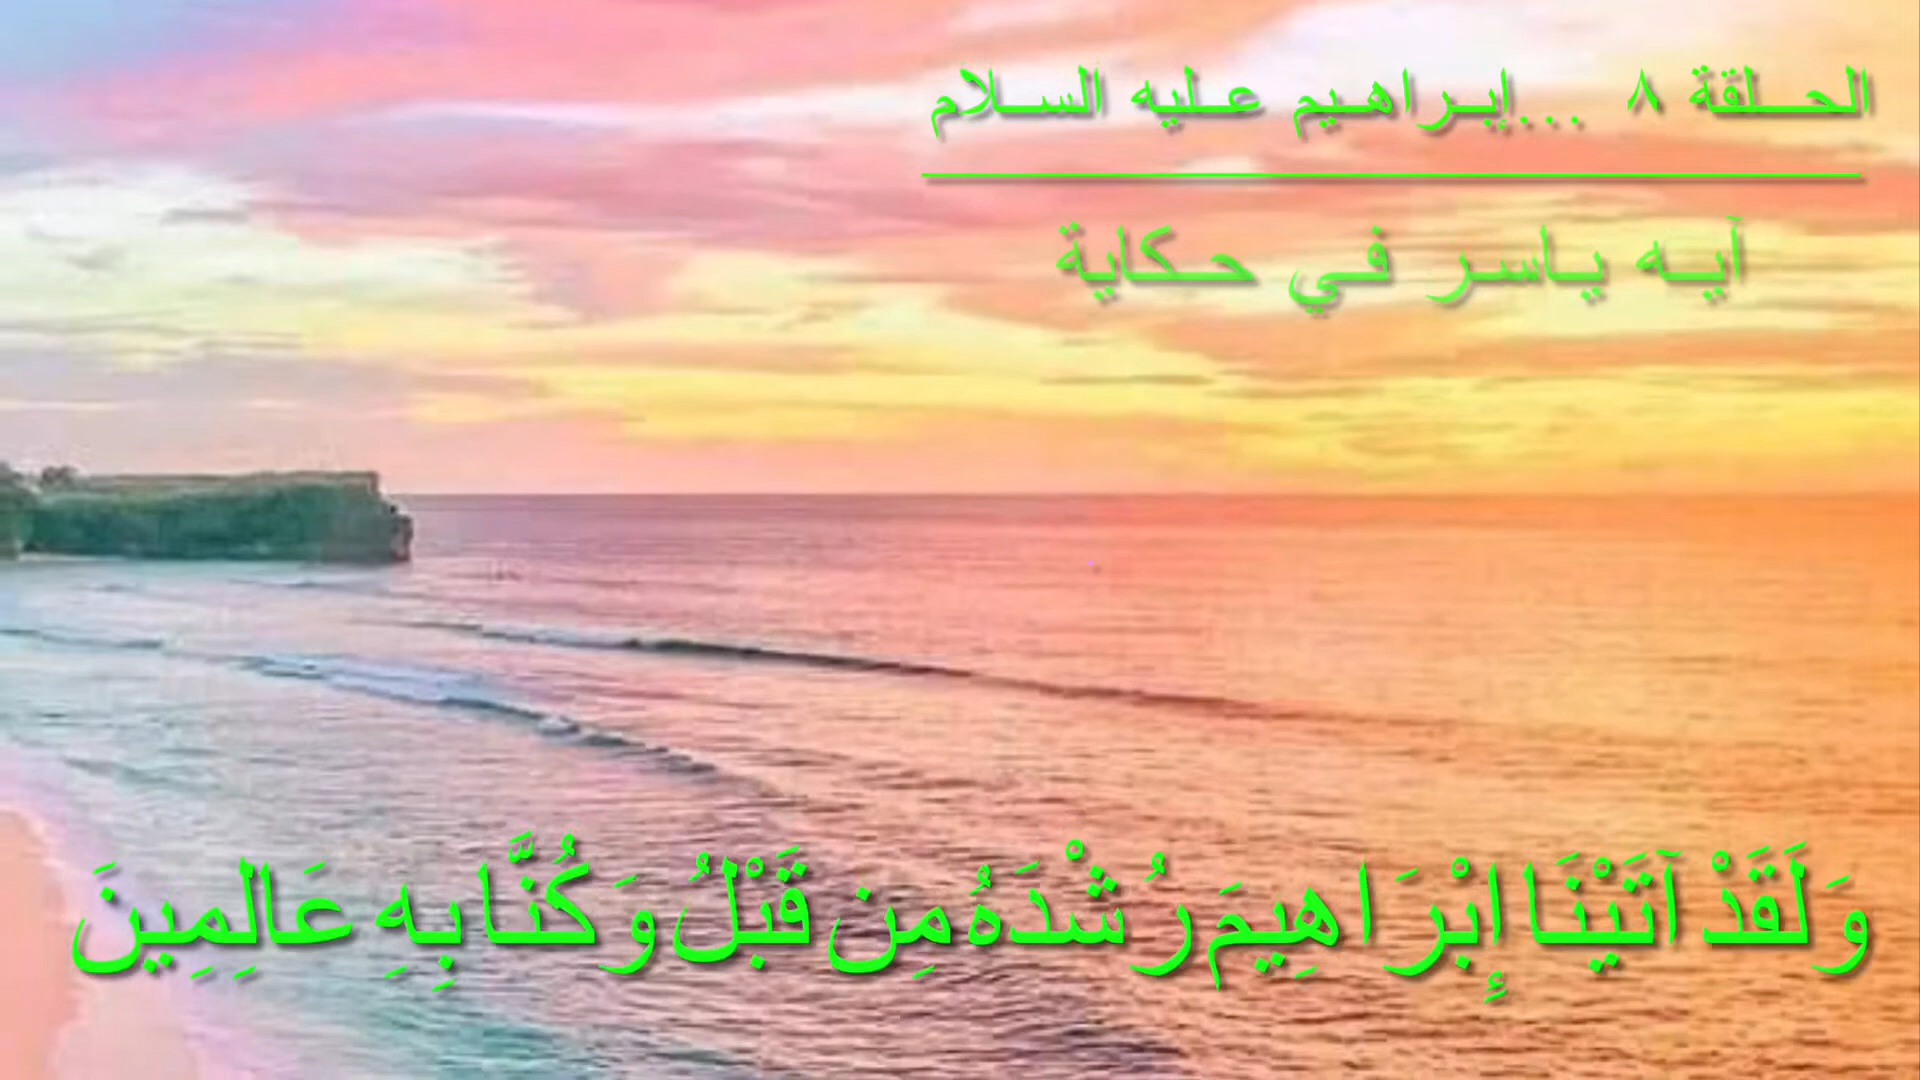 الحلقة ٨ ...إبراهيم عليه السلام
آيه ياسر في حكاية
وَلَقَدْ آتَيْنَا إِبْرَاهِيمَ رُشْدَهُ مِن قَبْلُ وَكُنَّا بِهِ عَالِمِينَ